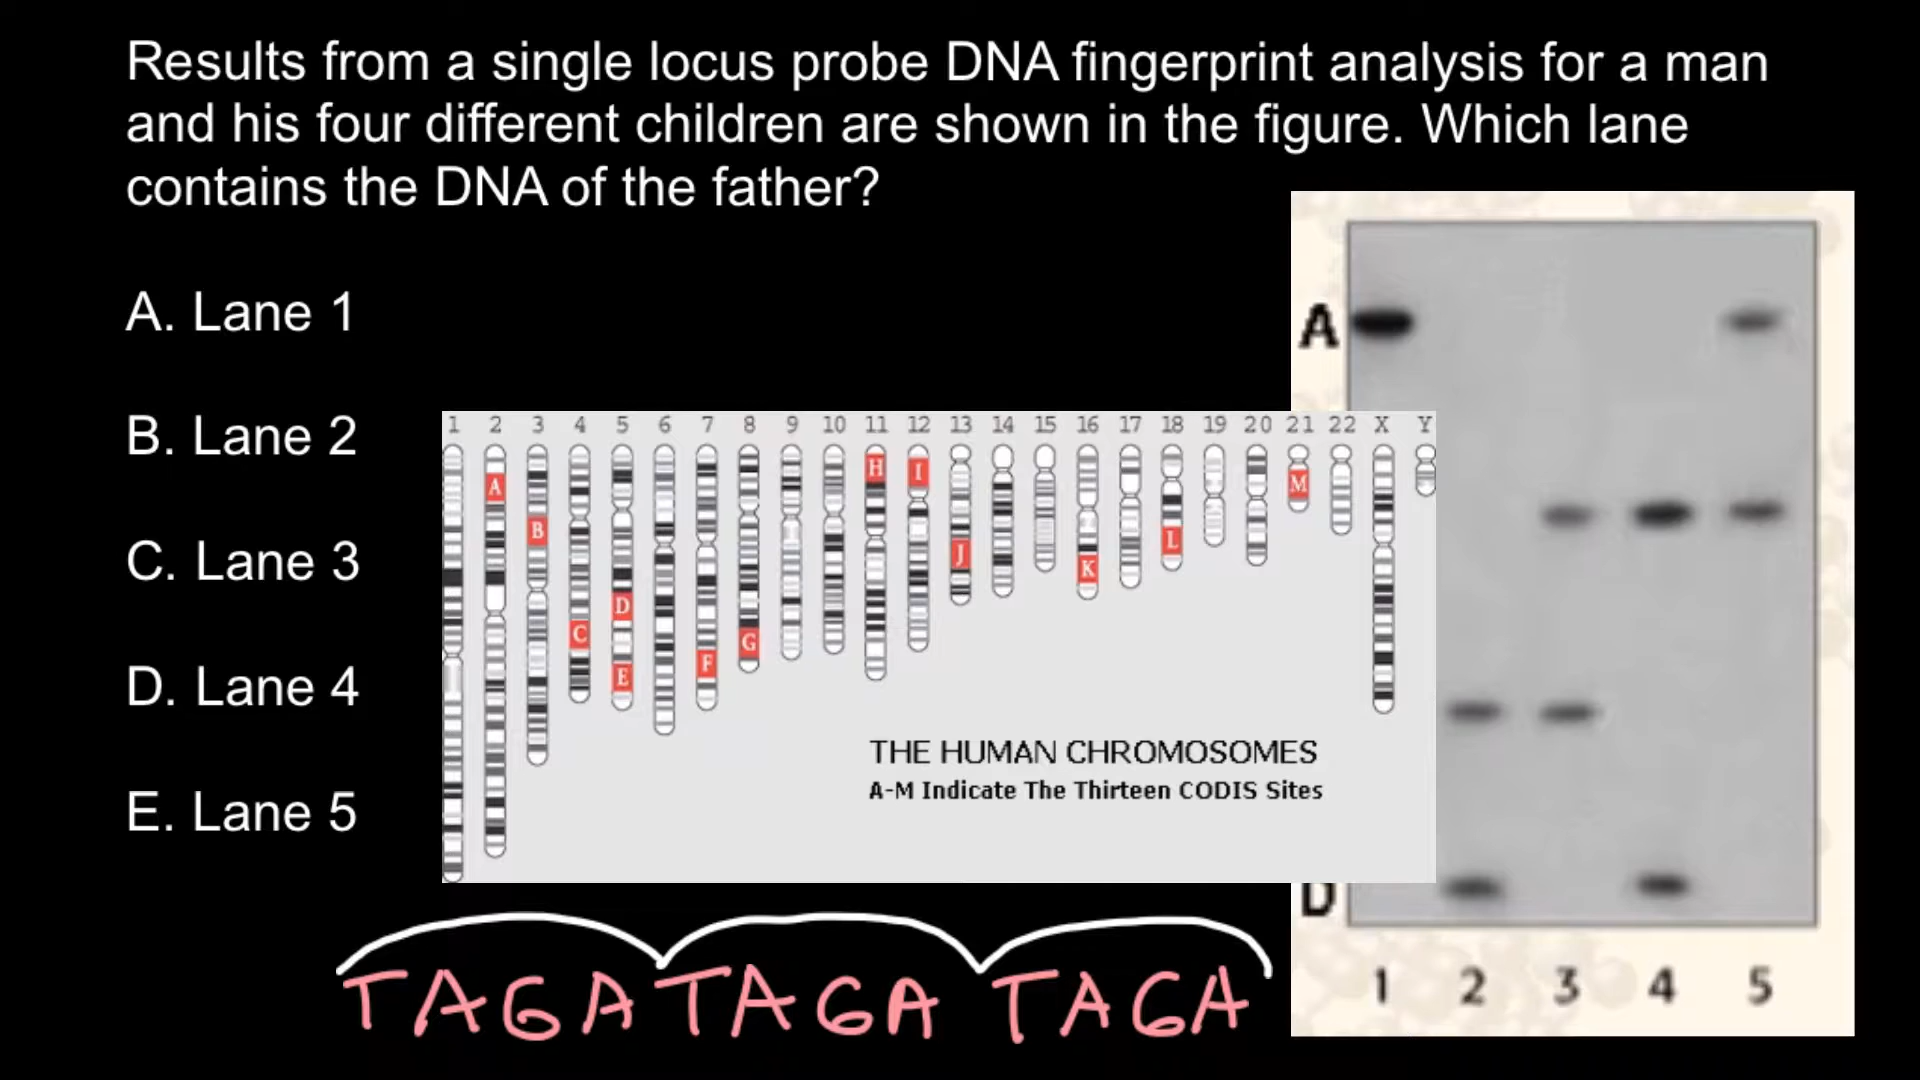 Results from a single locus probe DNA fingerprint analysis for a man
and his four different children are shown in the figure. Which lane
contains the DNA of the father?
A. Lane 1
B. Lane 2
C. Lane 3
D. Lane 4
E. Lane 5
1 2 3 4 5 6 7 8 9 10 11 12 13 14 15 16 17 18 19 20 21 22 X Y
A
B
C
D
E
F
G
H
I
J
K
L
M
THE HUMAN CHROMOSOMES
A-M Indicate The Thirteen CODIS Sites
A
D
1 2 3 4 5
TAGATAGA TAGA